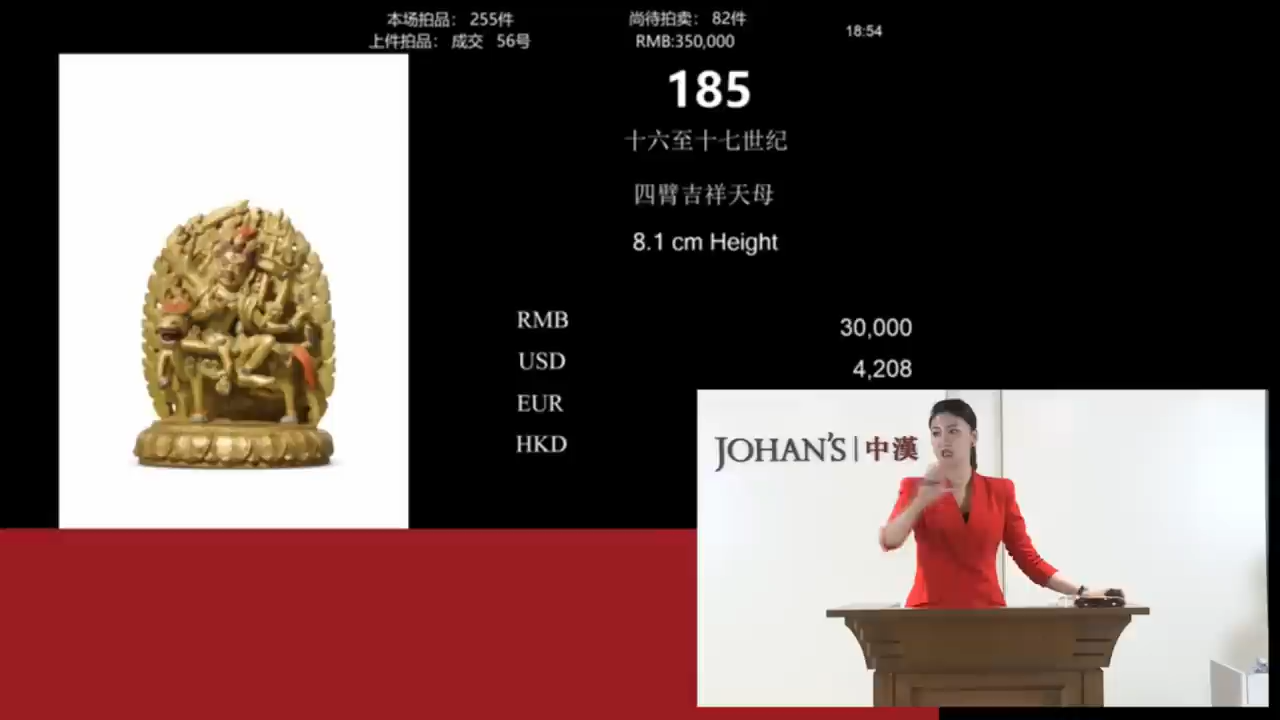 本场拍品： 255件
尚待拍卖： 82件
上件拍品： 成交 56号
RMB:350,000
18:54
185
十六至十七世纪
四臂吉祥天母
8.1 cm Height
RMB 30,000
USD 4,208
EUR
HKD
JOHAN'S | 中漢